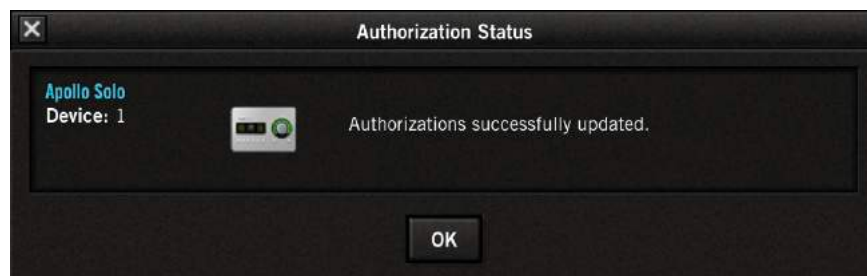 Authorization Status
Apollo Solo
Device: 1
Authorizations successfully updated.
OK